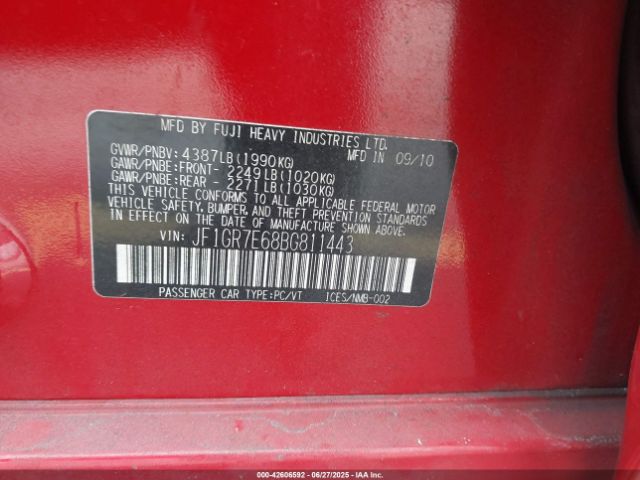 MFD BY FUJI HEAVY INDUSTRIES LTD.
GVWR/PNBV: 4387LB(1990KG) MFD IN 09/10
GAWR/PNBE:FRONT- 2249LB(1020KG)
GAWR/PNBE:REAR - 2271LB(1030KG)
THIS VEHICLE CONFORMS TO ALL APPLICABLE FEDERAL MOTOR
VEHICLE SAFETY, BUMPER, AND THEFT PREVENTION STANDARDS
IN EFFECT ON THE DATE OF MANUFACTURE SHOWN ABOVE.
VIN: JF1GR7E68BG811443
PASSENGER CAR TYPE:PC/VT ICES/NMB-002
000-42606592 - 06/27/2025 - IAAI.COM